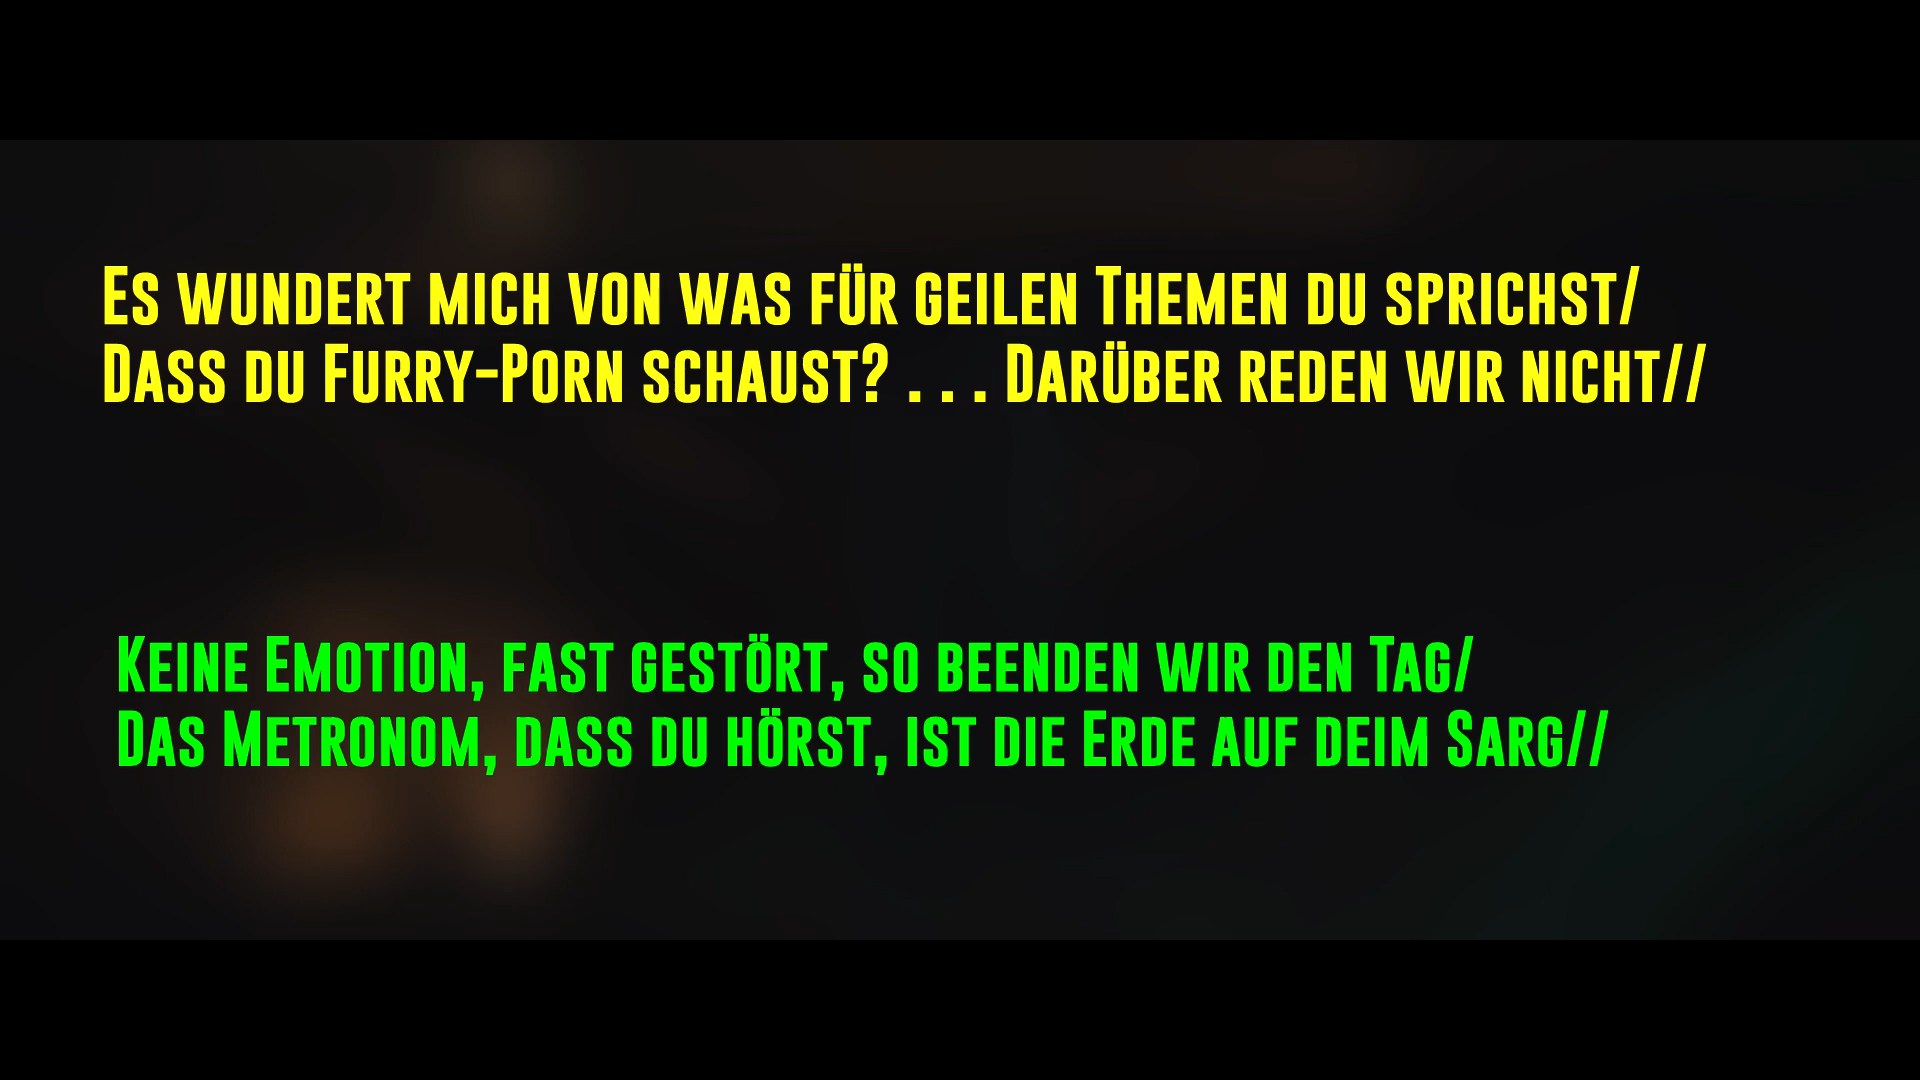 Es wundert mich von was für geilen Themen du sprichst/
Dass du Furry-Porn schaust? . . . Darüber reden wir nicht//
Keine Emotion, fast gestört, so beenden wir den Tag/
Das Metronom, dass du hörst, ist die Erde auf deim Sarg//